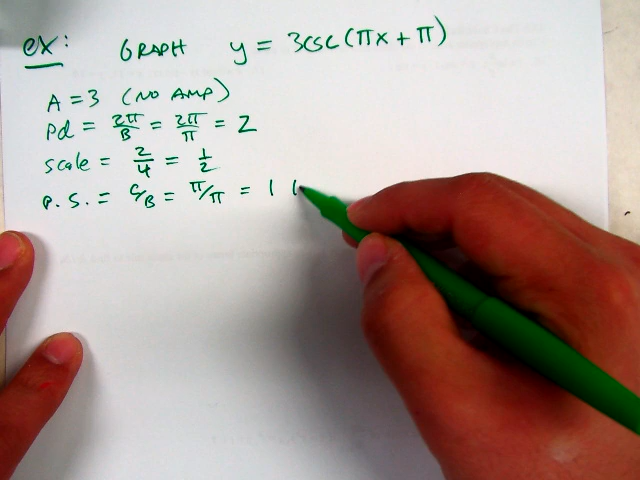 ex: GRAPH y = 3csc(πx + π)
A = 3 (NO AMP)
Pd = 2π/B = 2π/π = 2
scale = 2/4 = 1/2
P.S. = C/B = π/π = 1